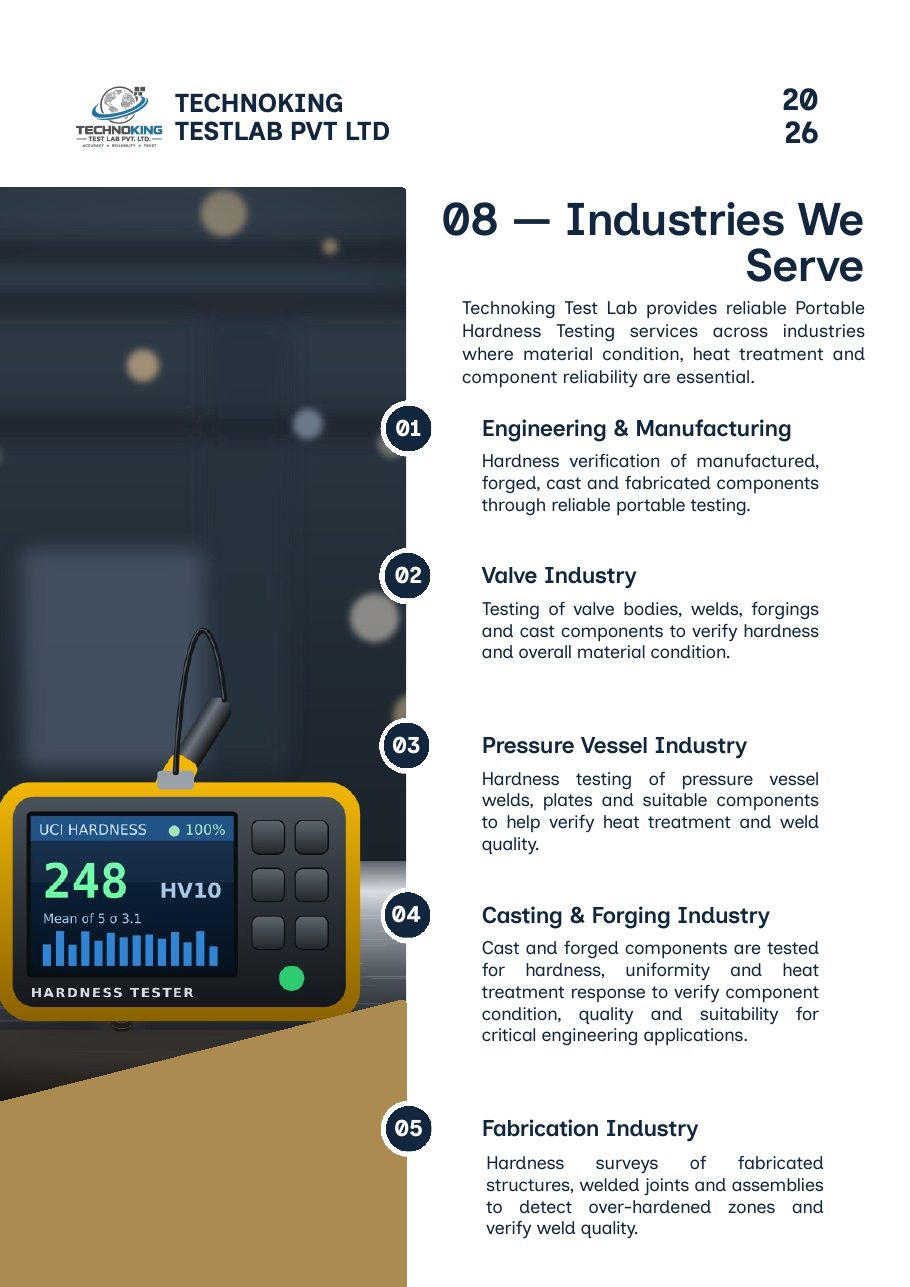 TECHNOKING
TEST LAB PVT. LTD.
ACCURACY • RELIABILITY • TRUST
TECHNOKING
TESTLAB PVT LTD
20
26
08 — Industries We
Serve
Technoking Test Lab provides reliable Portable
Hardness Testing services across industries
where material condition, heat treatment and
component reliability are essential.
01
Engineering & Manufacturing
Hardness verification of manufactured,
forged, cast and fabricated components
through reliable portable testing.
02
Valve Industry
Testing of valve bodies, welds, forgings
and cast components to verify hardness
and overall material condition.
03
Pressure Vessel Industry
Hardness testing of pressure vessel
welds, plates and suitable components
to help verify heat treatment and weld
quality.
04
Casting & Forging Industry
Cast and forged components are tested
for hardness, uniformity and heat
treatment response to verify component
condition, quality and suitability for
critical engineering applications.
05
Fabrication Industry
Hardness surveys of fabricated
structures, welded joints and assemblies
to detect over-hardened zones and
verify weld quality.
UCI HARDNESS 100%
248 HV10
Mean of 5 σ 3.1
HARDNESS TESTER